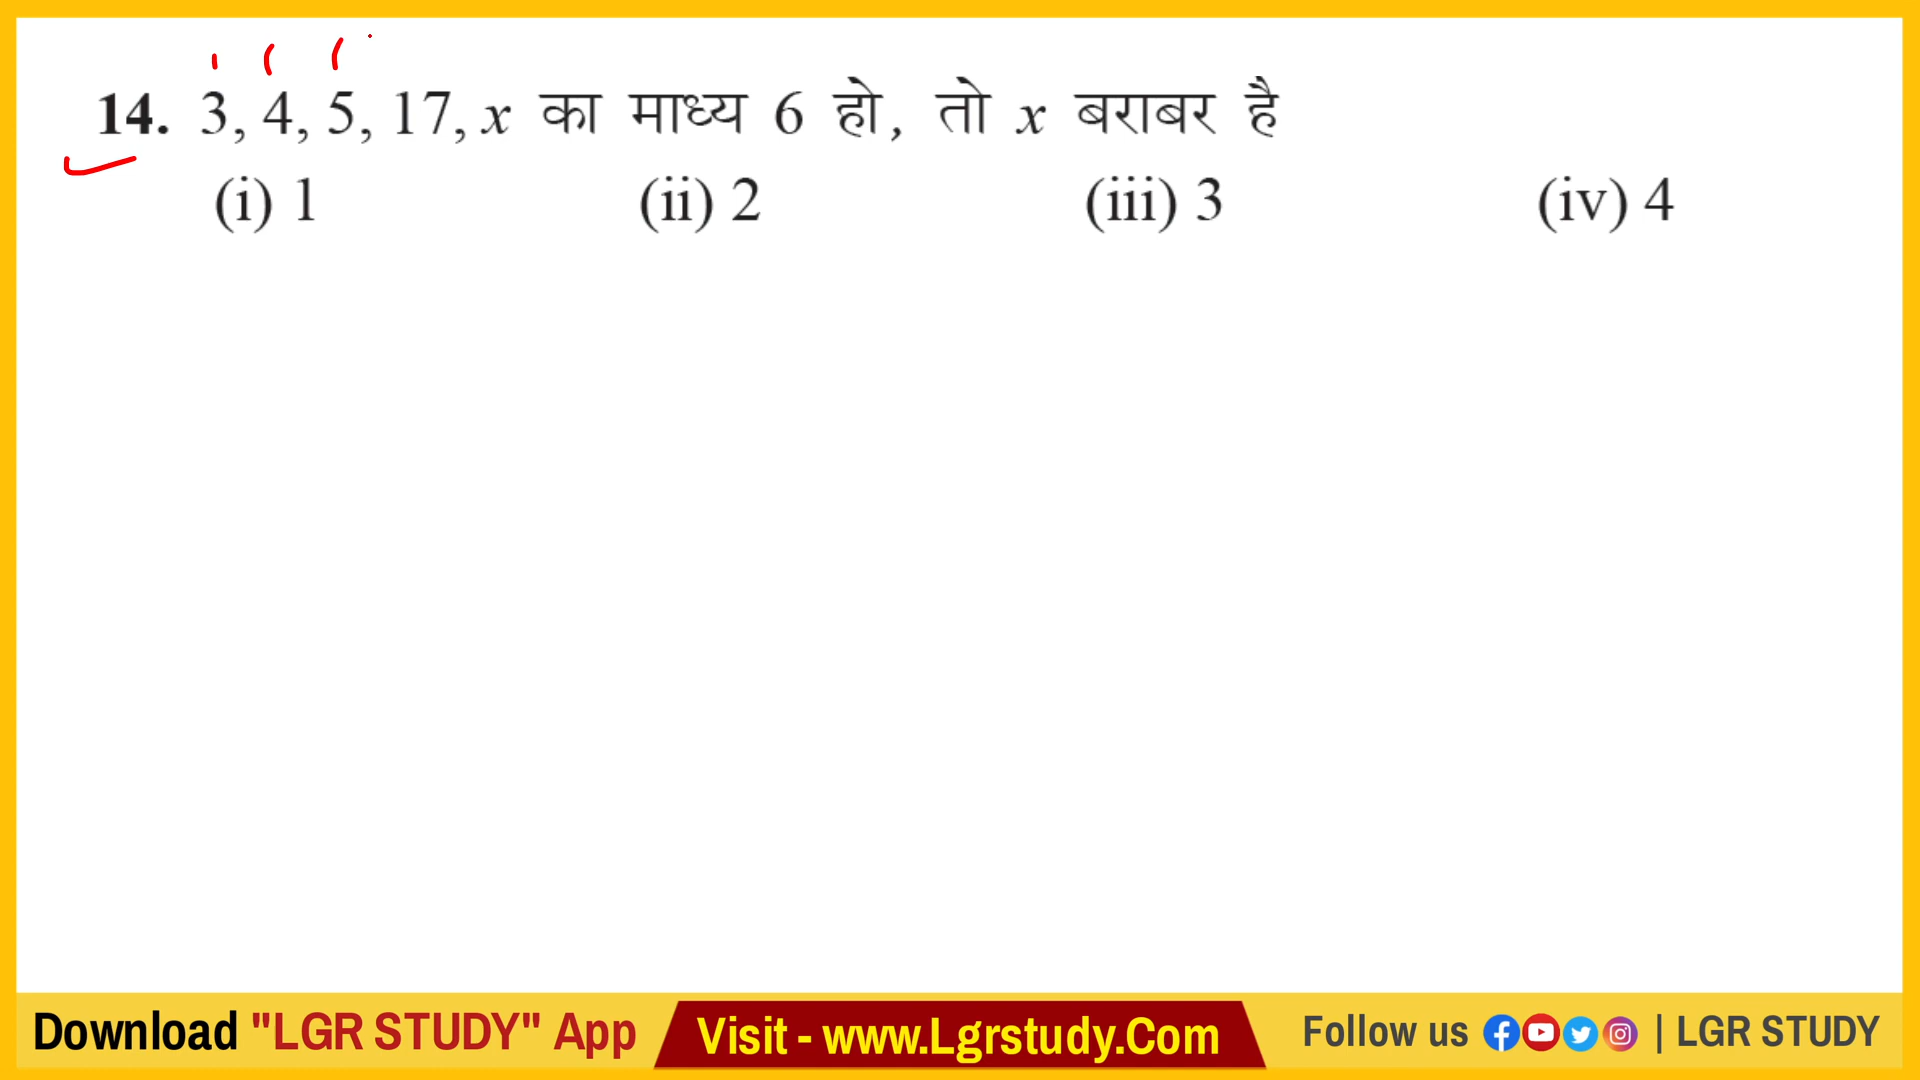 14. 3, 4, 5, 17, x का माध्य 6 हो, तो x बराबर है
(i) 1 (ii) 2 (iii) 3 (iv) 4
Download "LGR STUDY" App Visit - www.Lgrstudy.Com Follow us | LGR STUDY